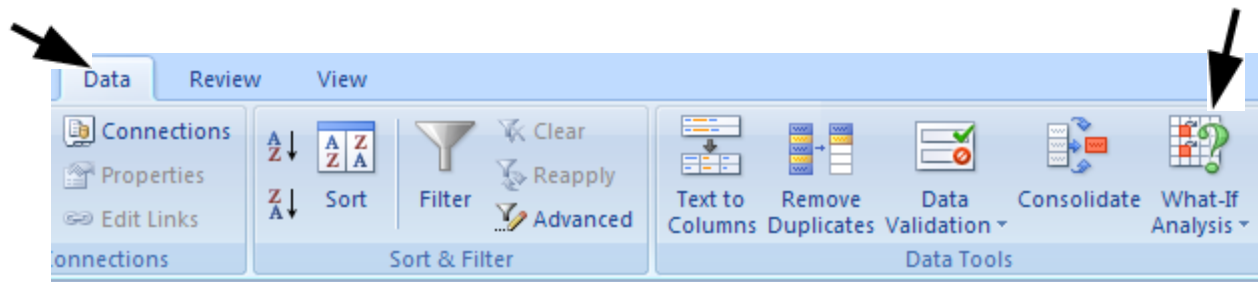 Data Review View
Connections
Properties
Edit Links
onnections
A
Z
Z
A
A Z
Z A
Sort
Filter
Clear
Reapply
Advanced
Sort & Filter
Text to
Columns
Remove
Duplicates
Data
Validation
Consolidate
What-If
Analysis
Data Tools